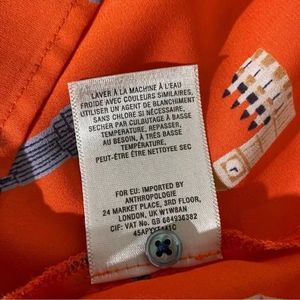 LAVER À LA MACHINE À L'EAU
FROIDE AVEC COULEURS SIMILAIRES,
UTILISER UN AGENT DE BLANCHIMENT
SANS CHLORE SI NÉCESSAIRE,
SÉCHER PAR CULBUTAGE À BASSE
TEMPERATURE, REPASSER,
AU BESOIN, À TRÈS BASSE
TEMPÉRATURE
PEUT-ÊTRE ÊTRE NETTOYEE SEC
FOR EU: IMPORTED BY
ANTHROPOLOGIE
24 MARKET PLACE, 3RD FLOOR,
LONDON, UK W1W8AN
CIF: VAT No. GB 684936382